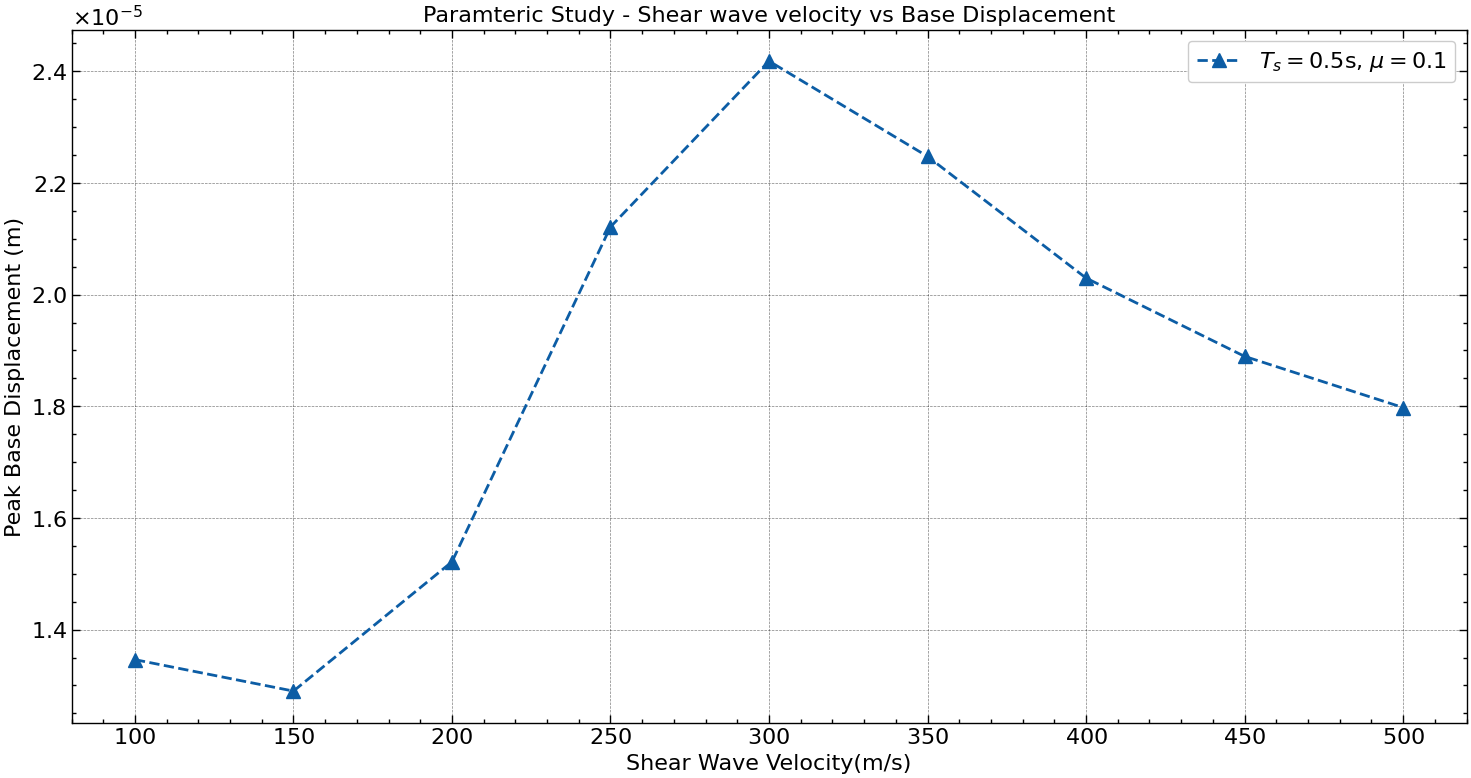 Paramteric Study - Shear wave velocity vs Base Displacement
×10⁻⁵
Tₛ = 0.5s, μ = 0.1
2.4
2.2
2.0
1.8
1.6
1.4
Peak Base Displacement (m)
100 150 200 250 300 350 400 450 500
Shear Wave Velocity(m/s)